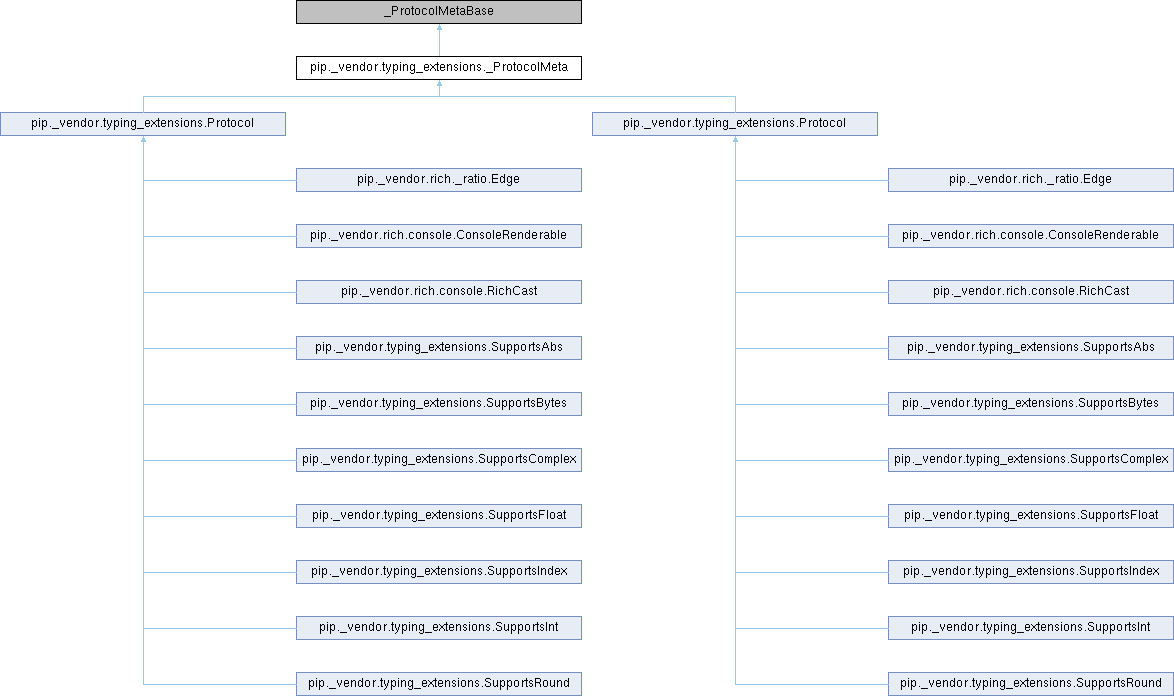 _ProtocolMetaBase
pip._vendor.typing_extensions._ProtocolMeta
pip._vendor.typing_extensions.Protocol
pip._vendor.typing_extensions.Protocol
pip._vendor.rich._ratio.Edge
pip._vendor.rich._ratio.Edge
pip._vendor.rich.console.ConsoleRenderable
pip._vendor.rich.console.ConsoleRenderable
pip._vendor.rich.console.RichCast
pip._vendor.rich.console.RichCast
pip._vendor.typing_extensions.SupportsAbs
pip._vendor.typing_extensions.SupportsAbs
pip._vendor.typing_extensions.SupportsBytes
pip._vendor.typing_extensions.SupportsBytes
pip._vendor.typing_extensions.SupportsComplex
pip._vendor.typing_extensions.SupportsComplex
pip._vendor.typing_extensions.SupportsFloat
pip._vendor.typing_extensions.SupportsFloat
pip._vendor.typing_extensions.SupportsIndex
pip._vendor.typing_extensions.SupportsIndex
pip._vendor.typing_extensions.SupportsInt
pip._vendor.typing_extensions.SupportsInt
pip._vendor.typing_extensions.SupportsRound
pip._vendor.typing_extensions.SupportsRound